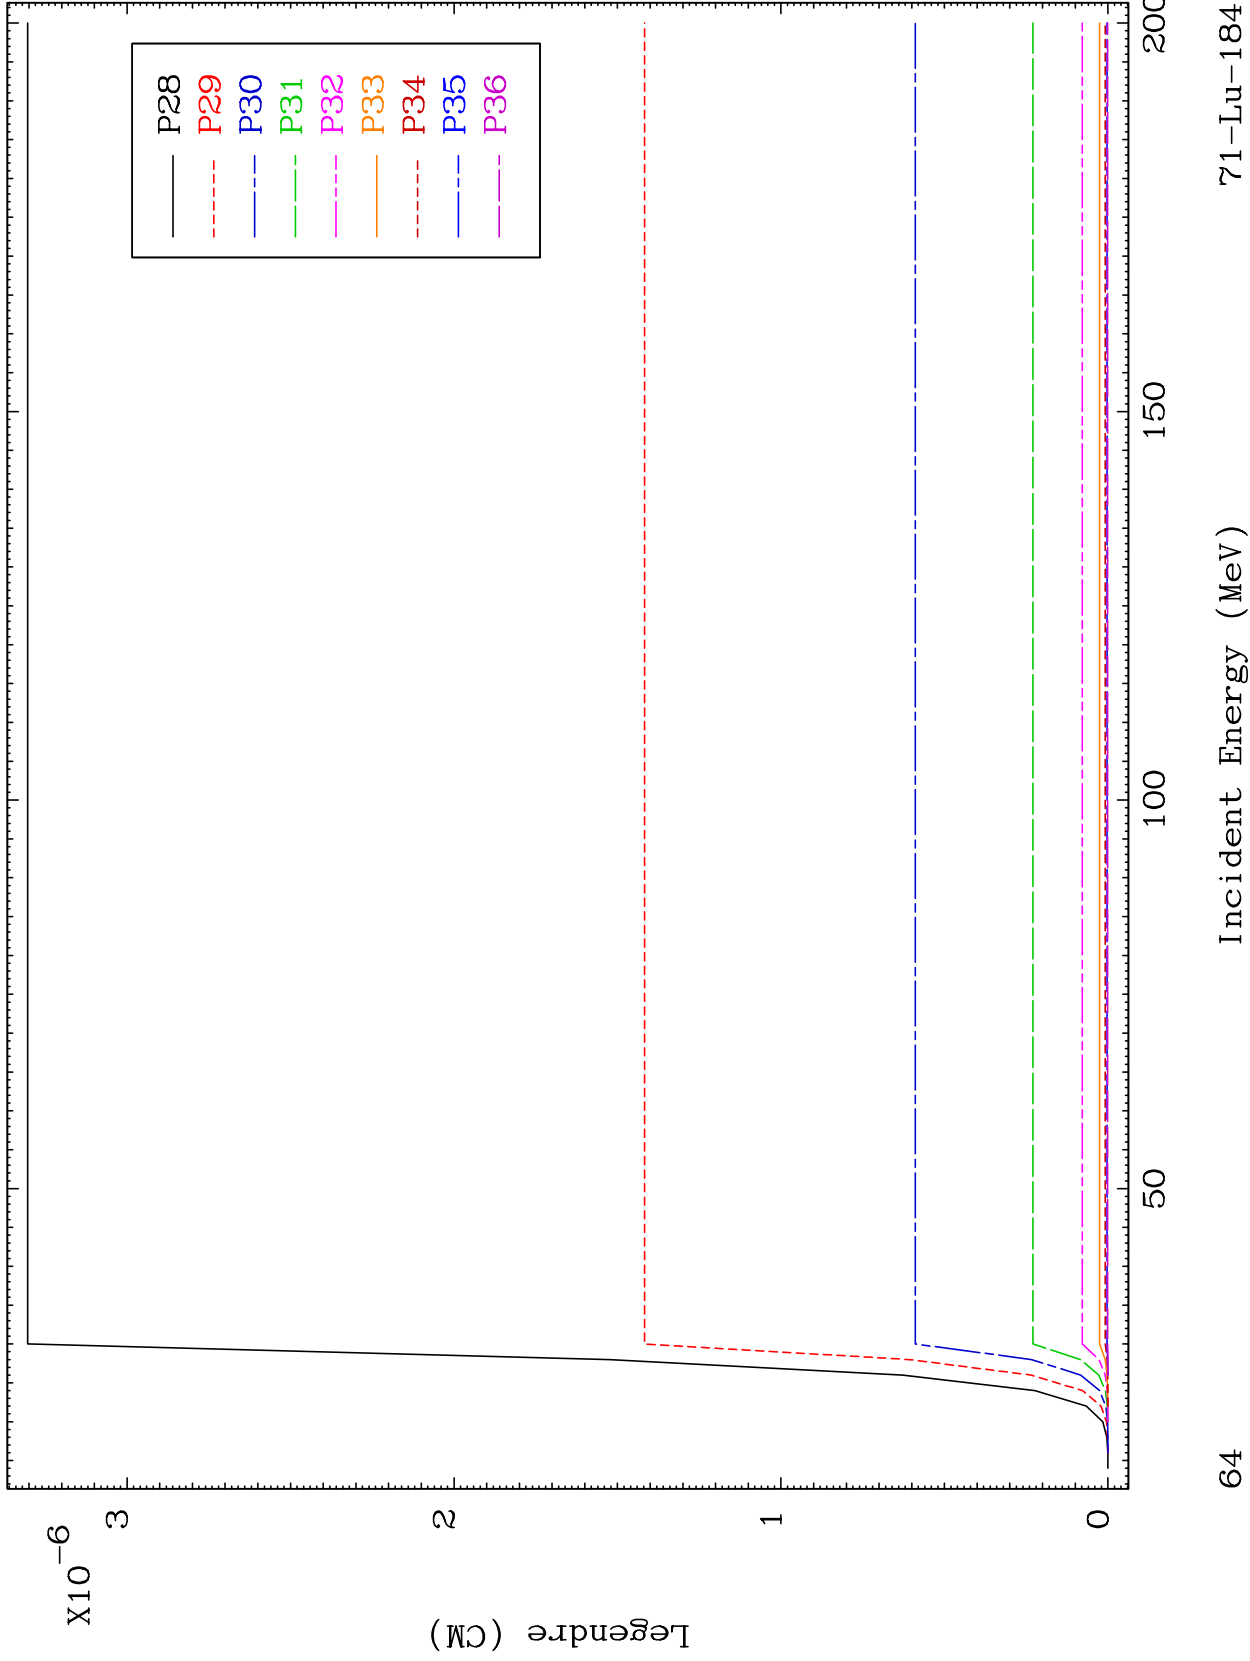 X10-6
3
2
1
0
Legendre (CM)
P28
P29
P30
P31
P32
P33
P34
P35
P36
50
100
150
200
Incident Energy (MeV)
64
71-Lu-184